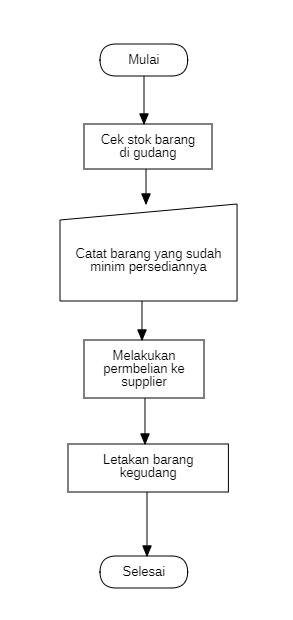 Mulai
Cek stok barang
di gudang
Catat barang yang sudah
minim persediannya
Melakukan
permbelian ke
supplier
Letakan barang
kegudang
Selesai